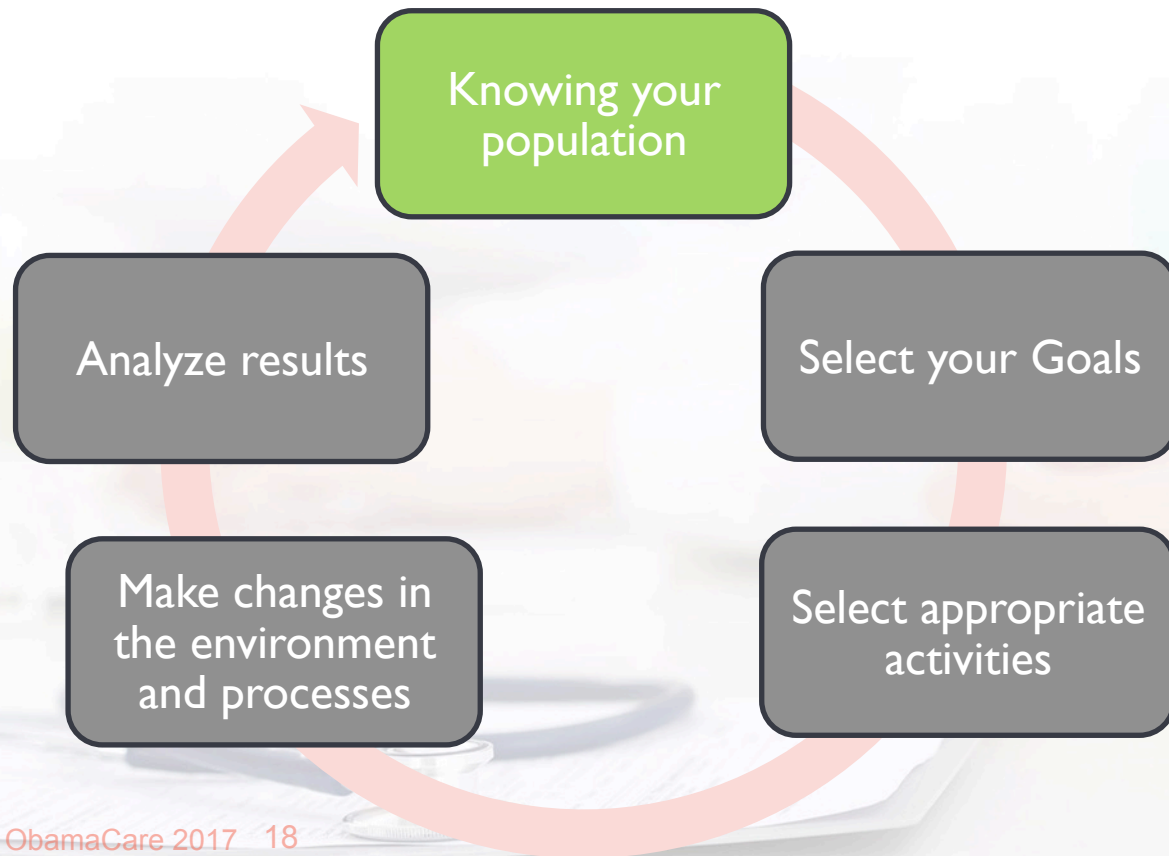 Knowing your
population
Select your Goals
Select appropriate
activities
Make changes in
the environment
and processes
Analyze results
ObamaCare 2017 18